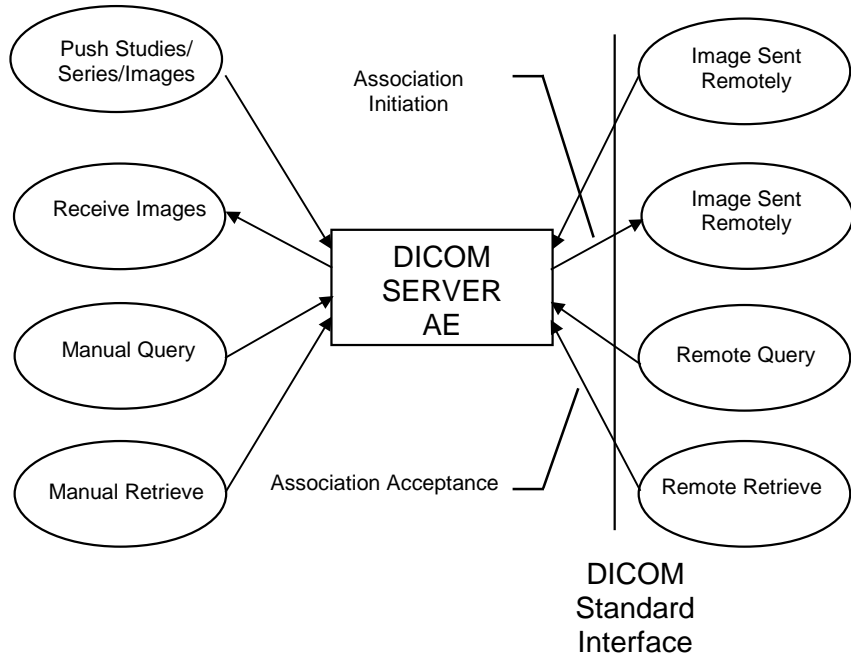 Push Studies/
Series/Images
Association
Initiation
Image Sent
Remotely
Receive Images
Image Sent
Remotely
DICOM
SERVER
AE
Manual Query
Remote Query
Manual Retrieve
Association Acceptance
Remote Retrieve
DICOM
Standard
Interface